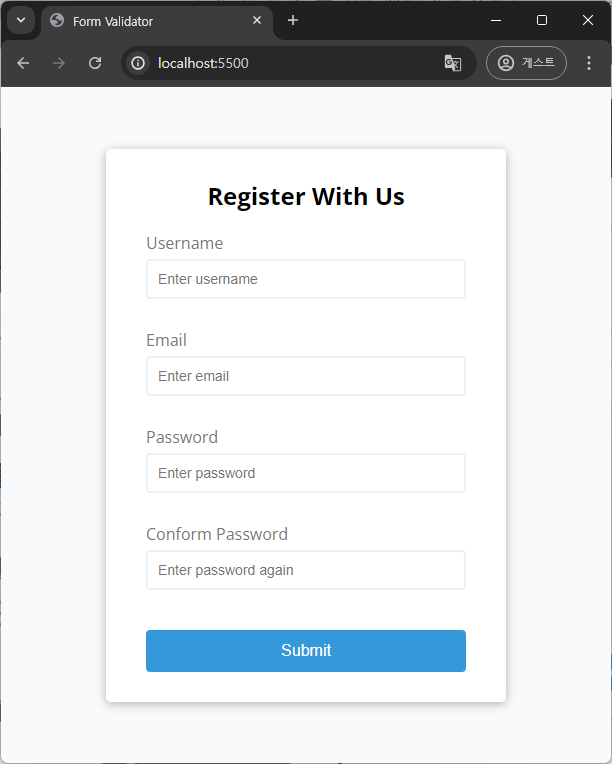 Form Validator
localhost:5500
게스트
Register With Us
Username
Enter username
Email
Enter email
Password
Enter password
Conform Password
Enter password again
Submit